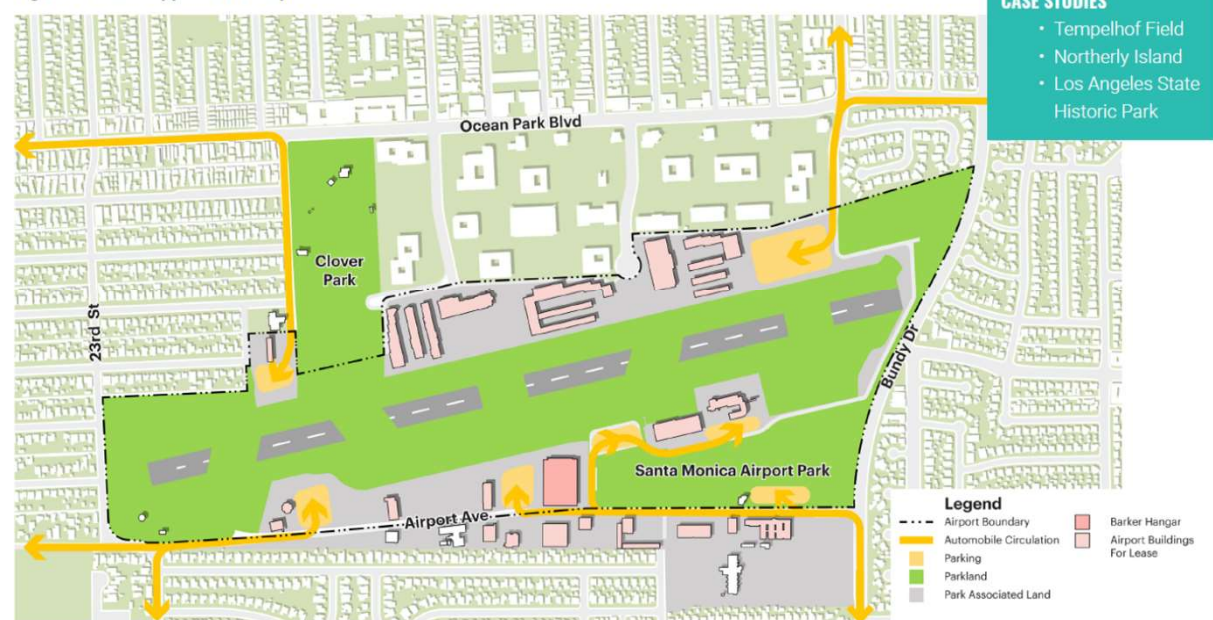 CASE STUDIES
• Tempelhof Field
• Northerly Island
• Los Angeles State
Historic Park
Ocean Park Blvd
Clover
Park
23rd St
Bundy Dr
Santa Monica Airport Park
Airport Ave
Legend
Airport Boundary
Automobile Circulation
Parking
Parkland
Park Associated Land
Barker Hangar
Airport Buildings
For Lease